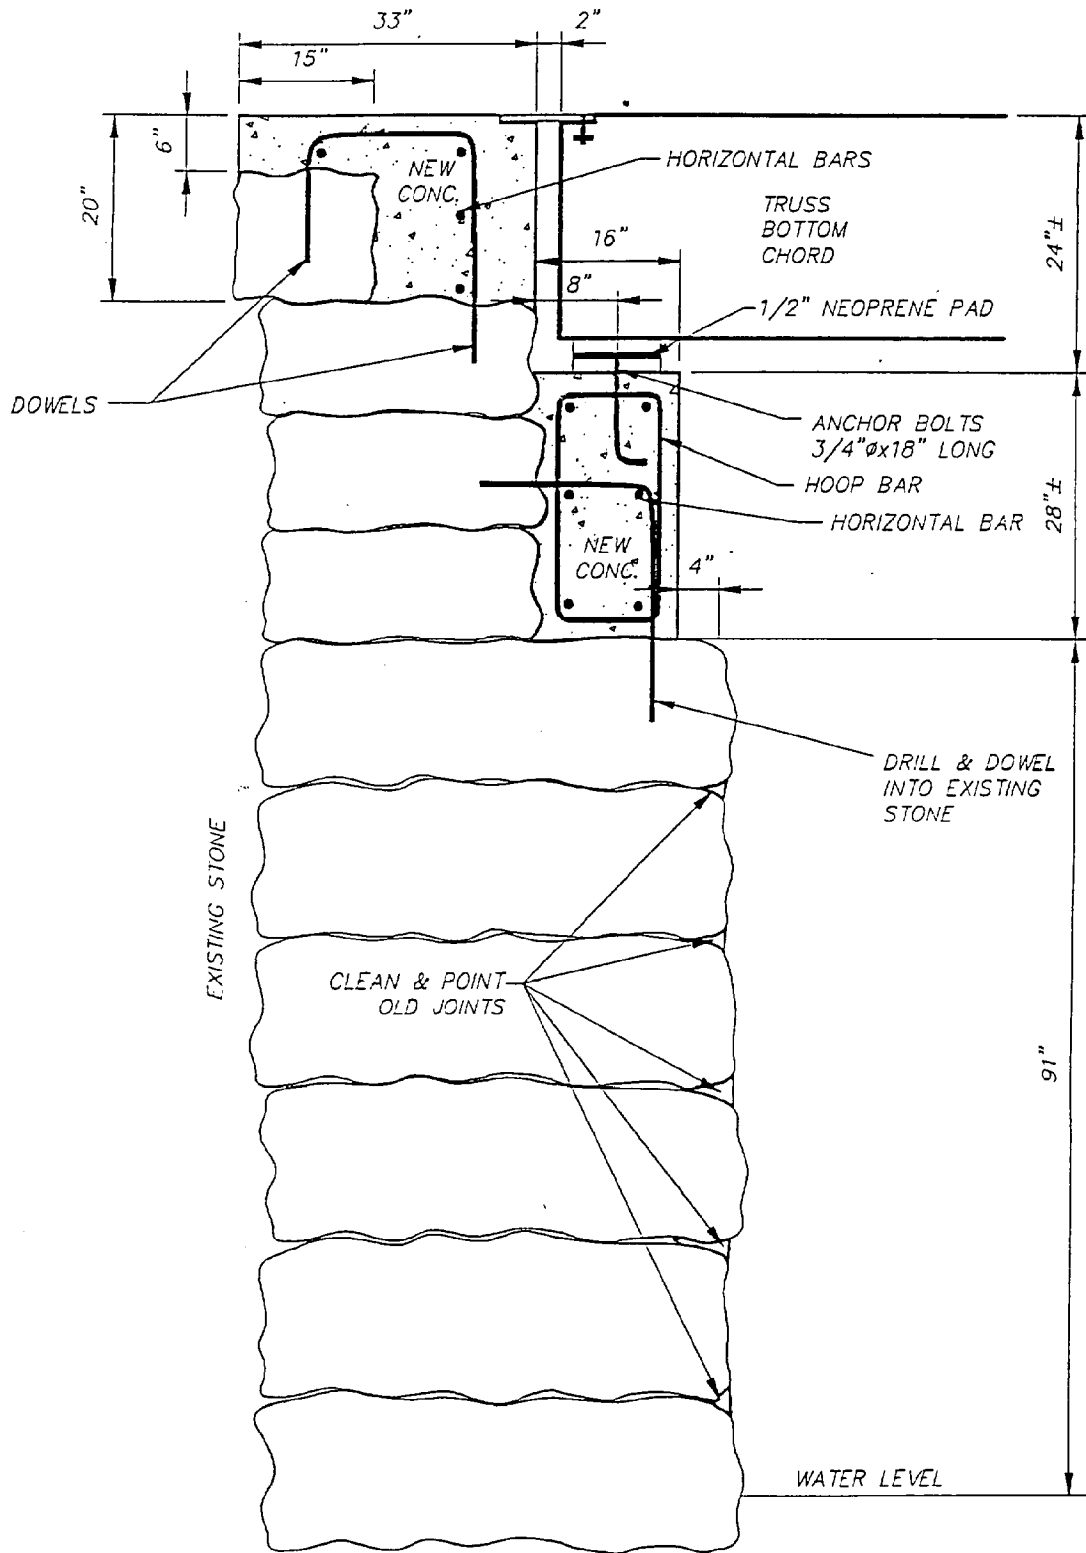 33"
2"
15"
6"
20"
NEW
CONC.
HORIZONTAL BARS
TRUSS
BOTTOM
CHORD
24"±
16"
8"
1/2" NEOPRENE PAD
DOWELS
ANCHOR BOLTS
3/4"øx18" LONG
HOOP BAR
HORIZONTAL BAR
28"±
NEW
CONC.
4"
DRILL & DOWEL
INTO EXISTING
STONE
EXISTING STONE
CLEAN & POINT
OLD JOINTS
91"
WATER LEVEL